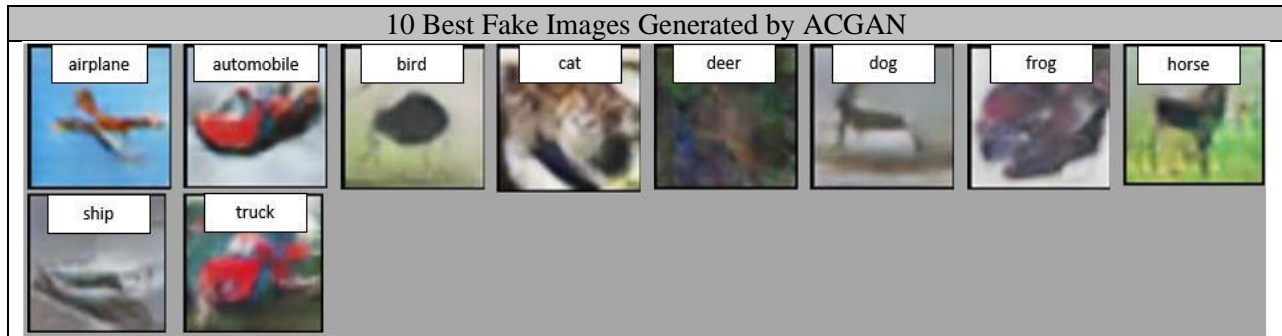 10 Best Fake Images Generated by ACGAN
airplane automobile bird cat deer dog frog horse
ship truck